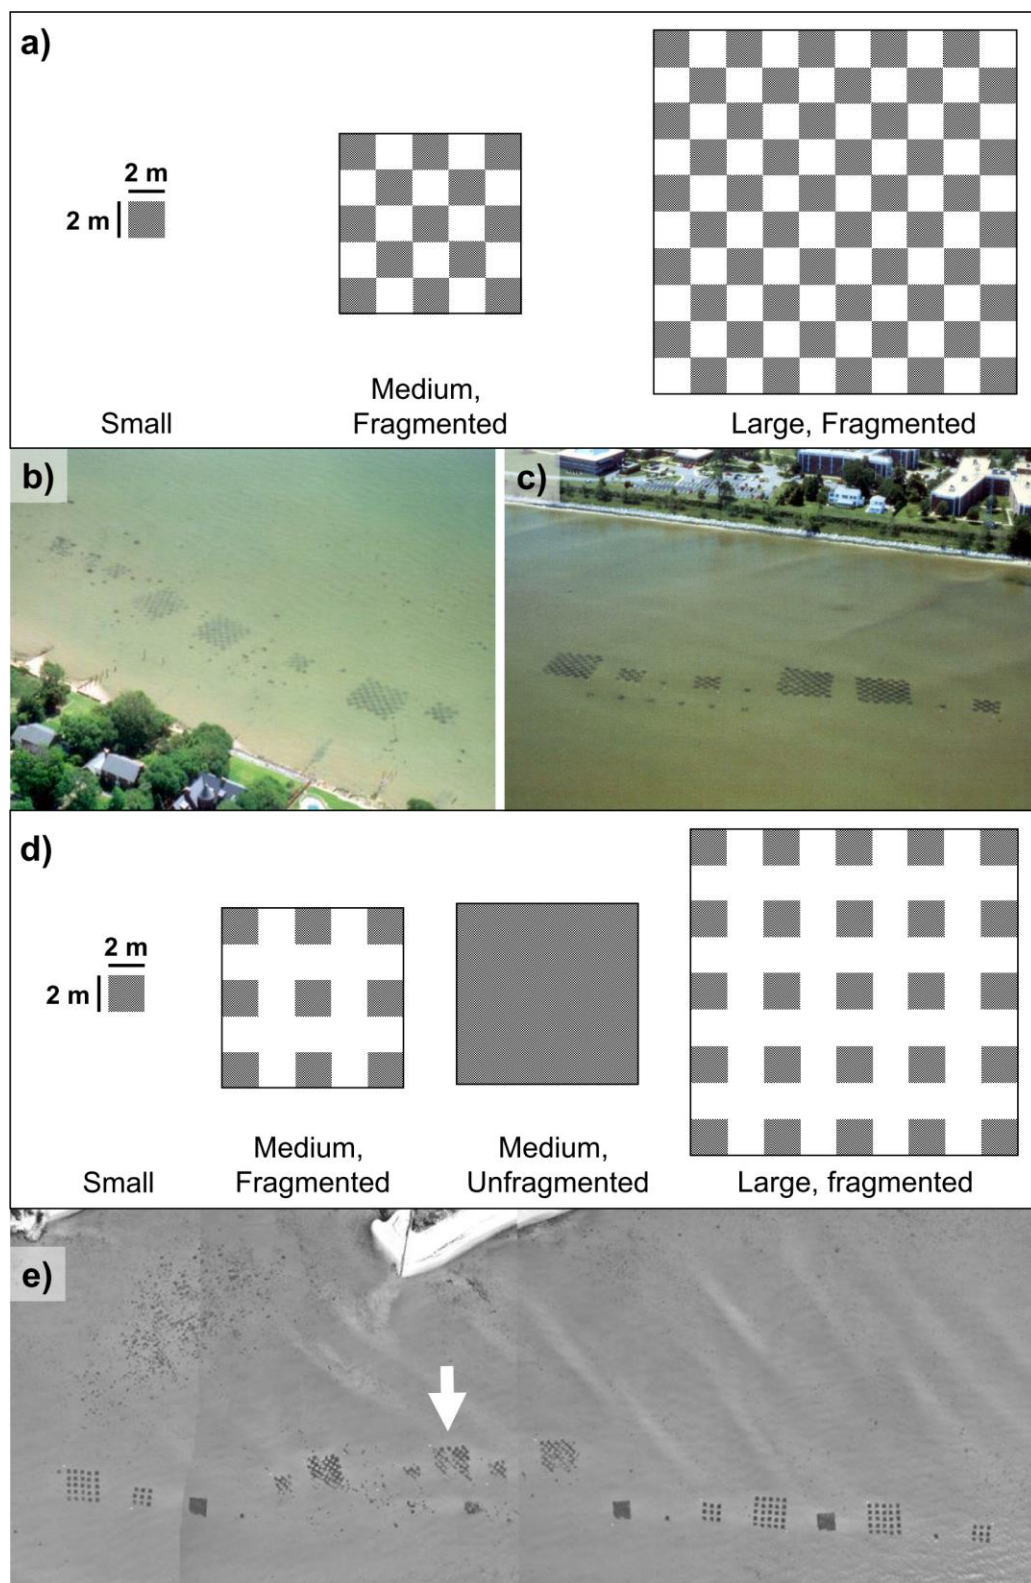 a)
2 m
2 m
Small
Medium,
Fragmented
Large, Fragmented
b)
c)
d)
2 m
2 m
Small
Medium,
Fragmented
Medium,
Unfragmented
Large, fragmented
e)